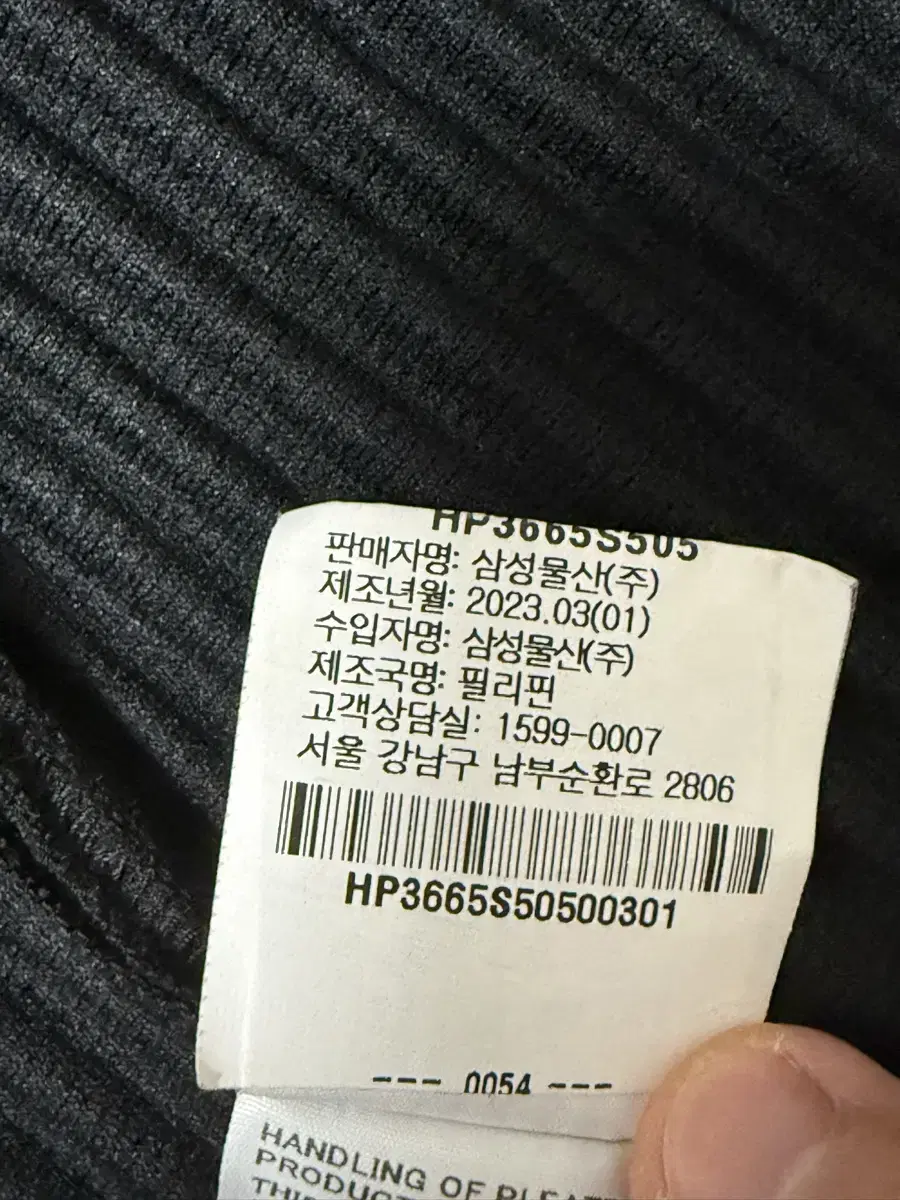 HP3665S505
판매자명: 삼성물산(주)
제조년월: 2023.03(01)
수입자명: 삼성물산(주)
제조국명: 필리핀
고객상담실: 1599-0007
서울 강남구 남부순환로 2806
HP3665S50500301
--- 0054 ---
HANDLING OF